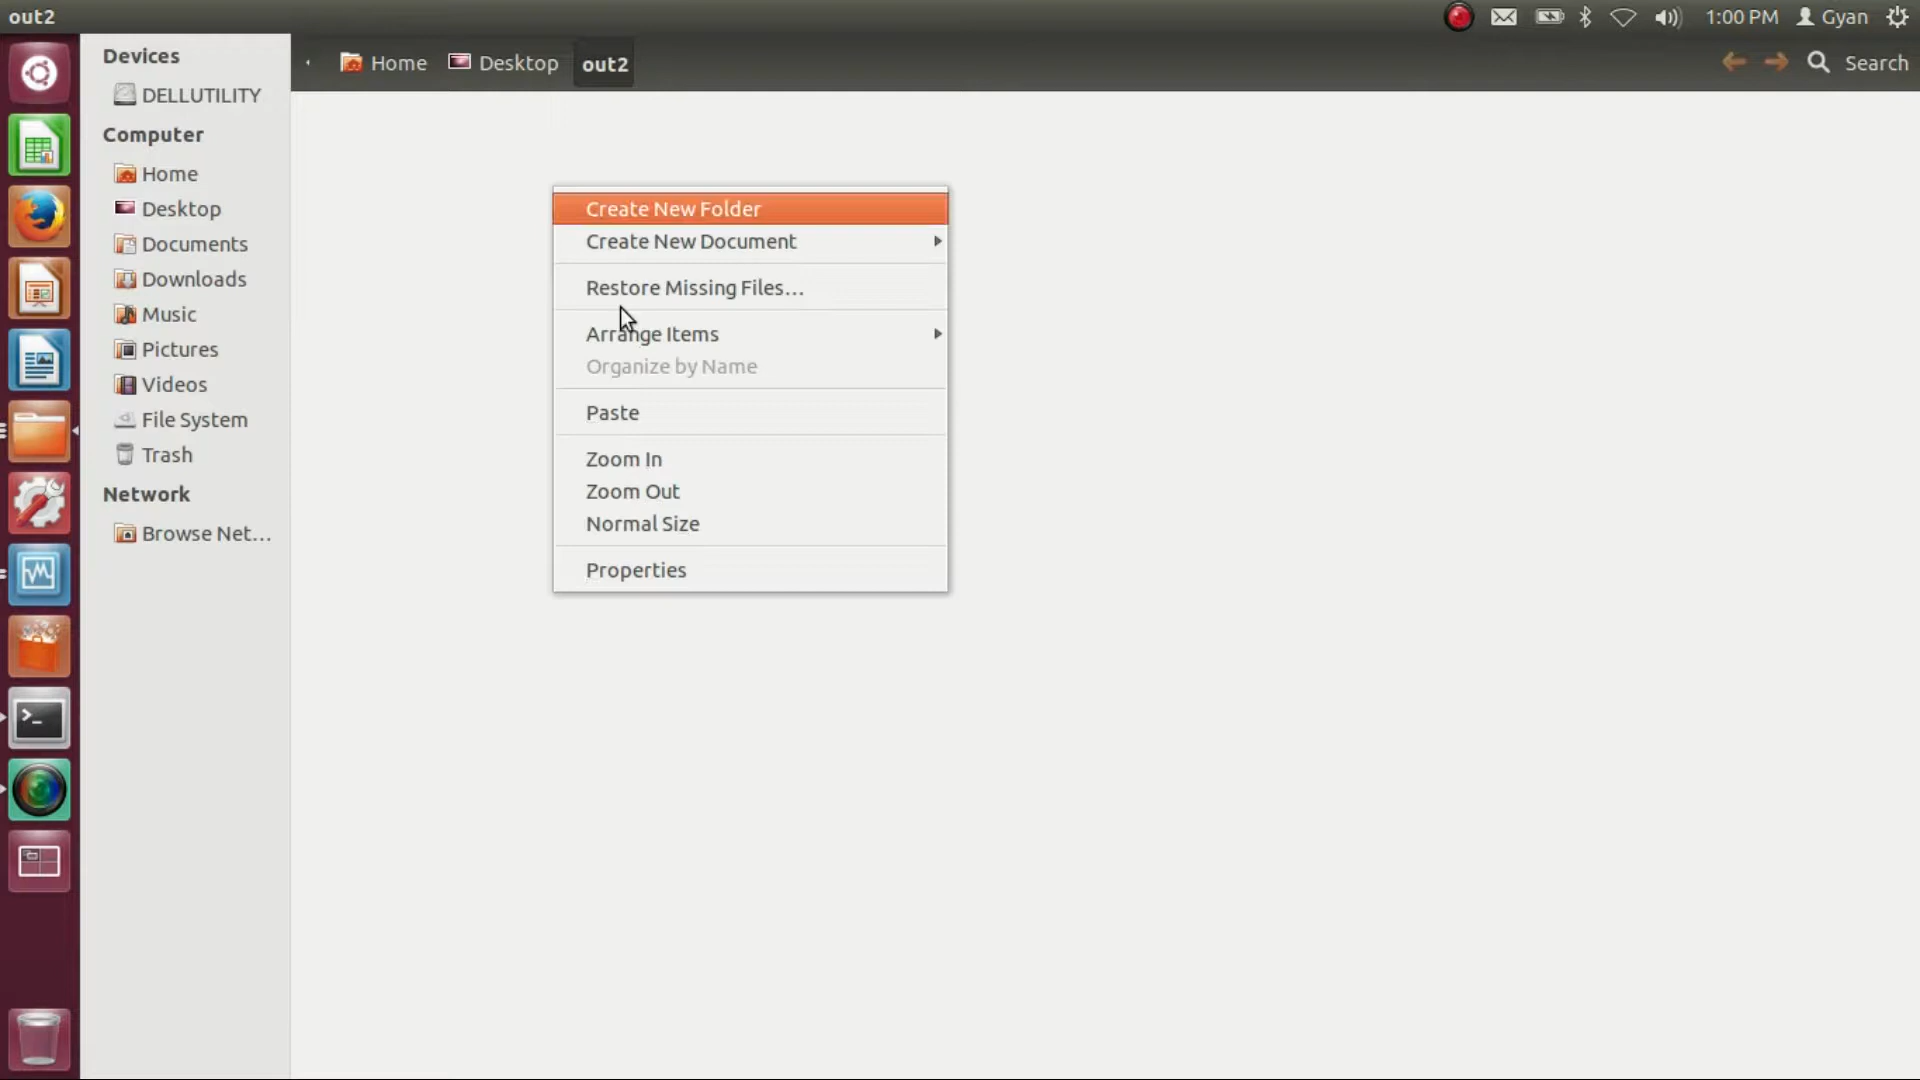 out2
1:00 PM Gyan
Devices
DELLUTILITY
Computer
Home
Desktop
Documents
Downloads
Music
Pictures
Videos
File System
Trash
Network
Browse Net...
Home Desktop out2
Search
Create New Folder
Create New Document
Restore Missing Files...
Arrange Items
Organize by Name
Paste
Zoom In
Zoom Out
Normal Size
Properties